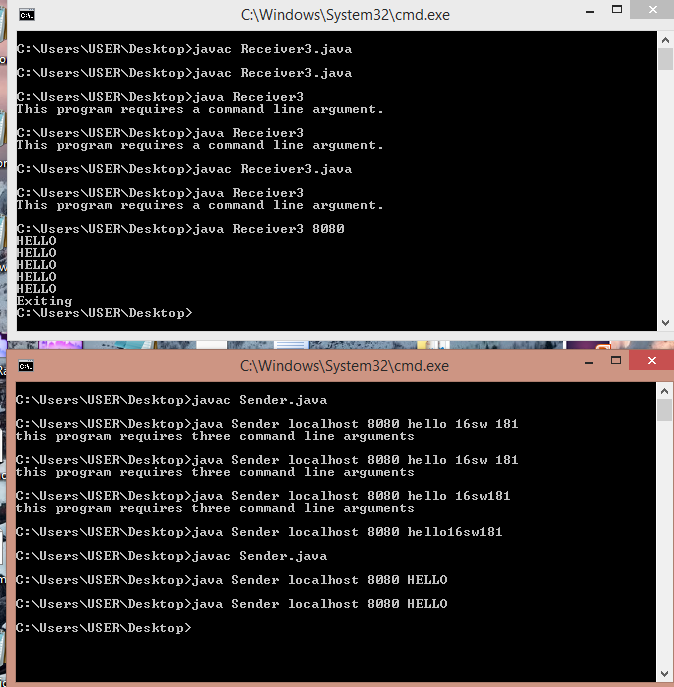 C:\Windows\System32\cmd.exe
C:\Users\USER\Desktop>javac Receiver3.java
C:\Users\USER\Desktop>javac Receiver3.java
C:\Users\USER\Desktop>java Receiver3
This program requires a command line argument.
C:\Users\USER\Desktop>java Receiver3
This program requires a command line argument.
C:\Users\USER\Desktop>javac Receiver3.java
C:\Users\USER\Desktop>java Receiver3
This program requires a command line argument.
C:\Users\USER\Desktop>java Receiver3 8080
HELLO
HELLO
HELLO
HELLO
HELLO
Exiting
C:\Users\USER\Desktop>
C:\Windows\System32\cmd.exe
C:\Users\USER\Desktop>javac Sender.java
C:\Users\USER\Desktop>java Sender localhost 8080 hello 16sw 181
this program requires three command line arguments
C:\Users\USER\Desktop>java Sender localhost 8080 hello 16sw 181
this program requires three command line arguments
C:\Users\USER\Desktop>java Sender localhost 8080 hello 16sw181
this program requires three command line arguments
C:\Users\USER\Desktop>java Sender localhost 8080 hello16sw181
C:\Users\USER\Desktop>javac Sender.java
C:\Users\USER\Desktop>java Sender localhost 8080 HELLO
C:\Users\USER\Desktop>java Sender localhost 8080 HELLO
C:\Users\USER\Desktop>